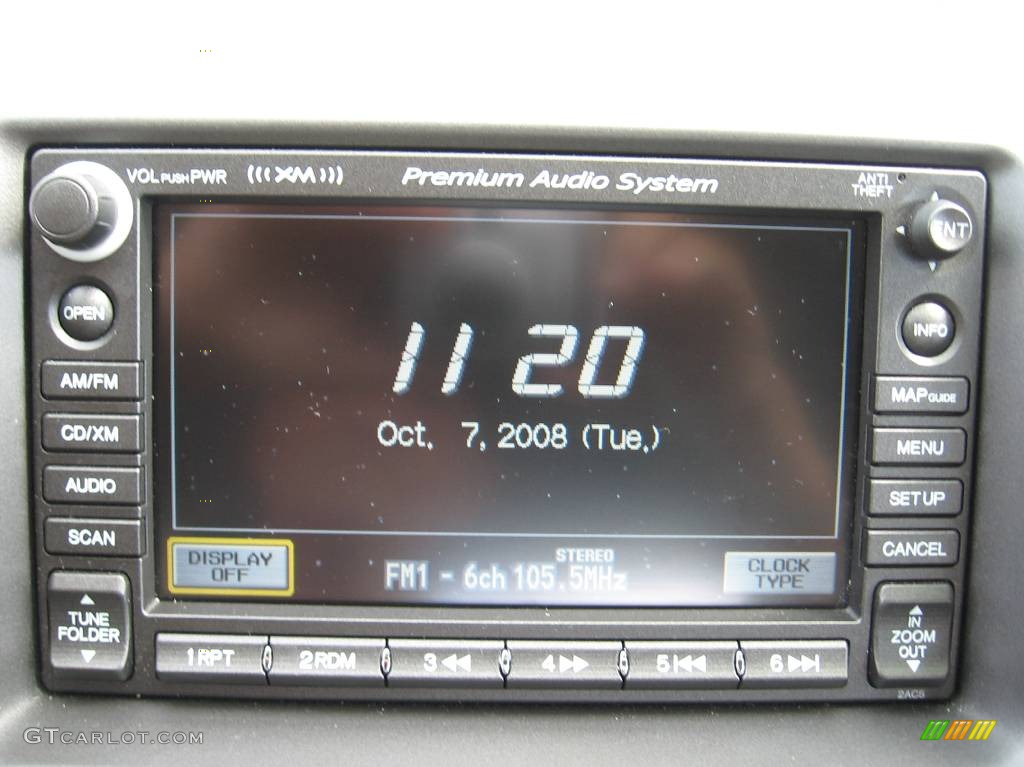 VOL PUSH PWR
(((XM)))
Premium Audio System
ANTI
THEFT
ENT
OPEN
INFO
AM/FM
CD/XM
AUDIO
SCAN
TUNE
FOLDER
11 20
Oct. 7, 2008 (Tue.)
MAP GUIDE
MENU
SETUP
CANCEL
IN
ZOOM
OUT
DISPLAY
OFF
STEREO
FM1 - 6ch 105.5MHz
CLOCK
TYPE
1RPT
2RDM
3
4
5
6
2AC5
GTCARLOT.COM